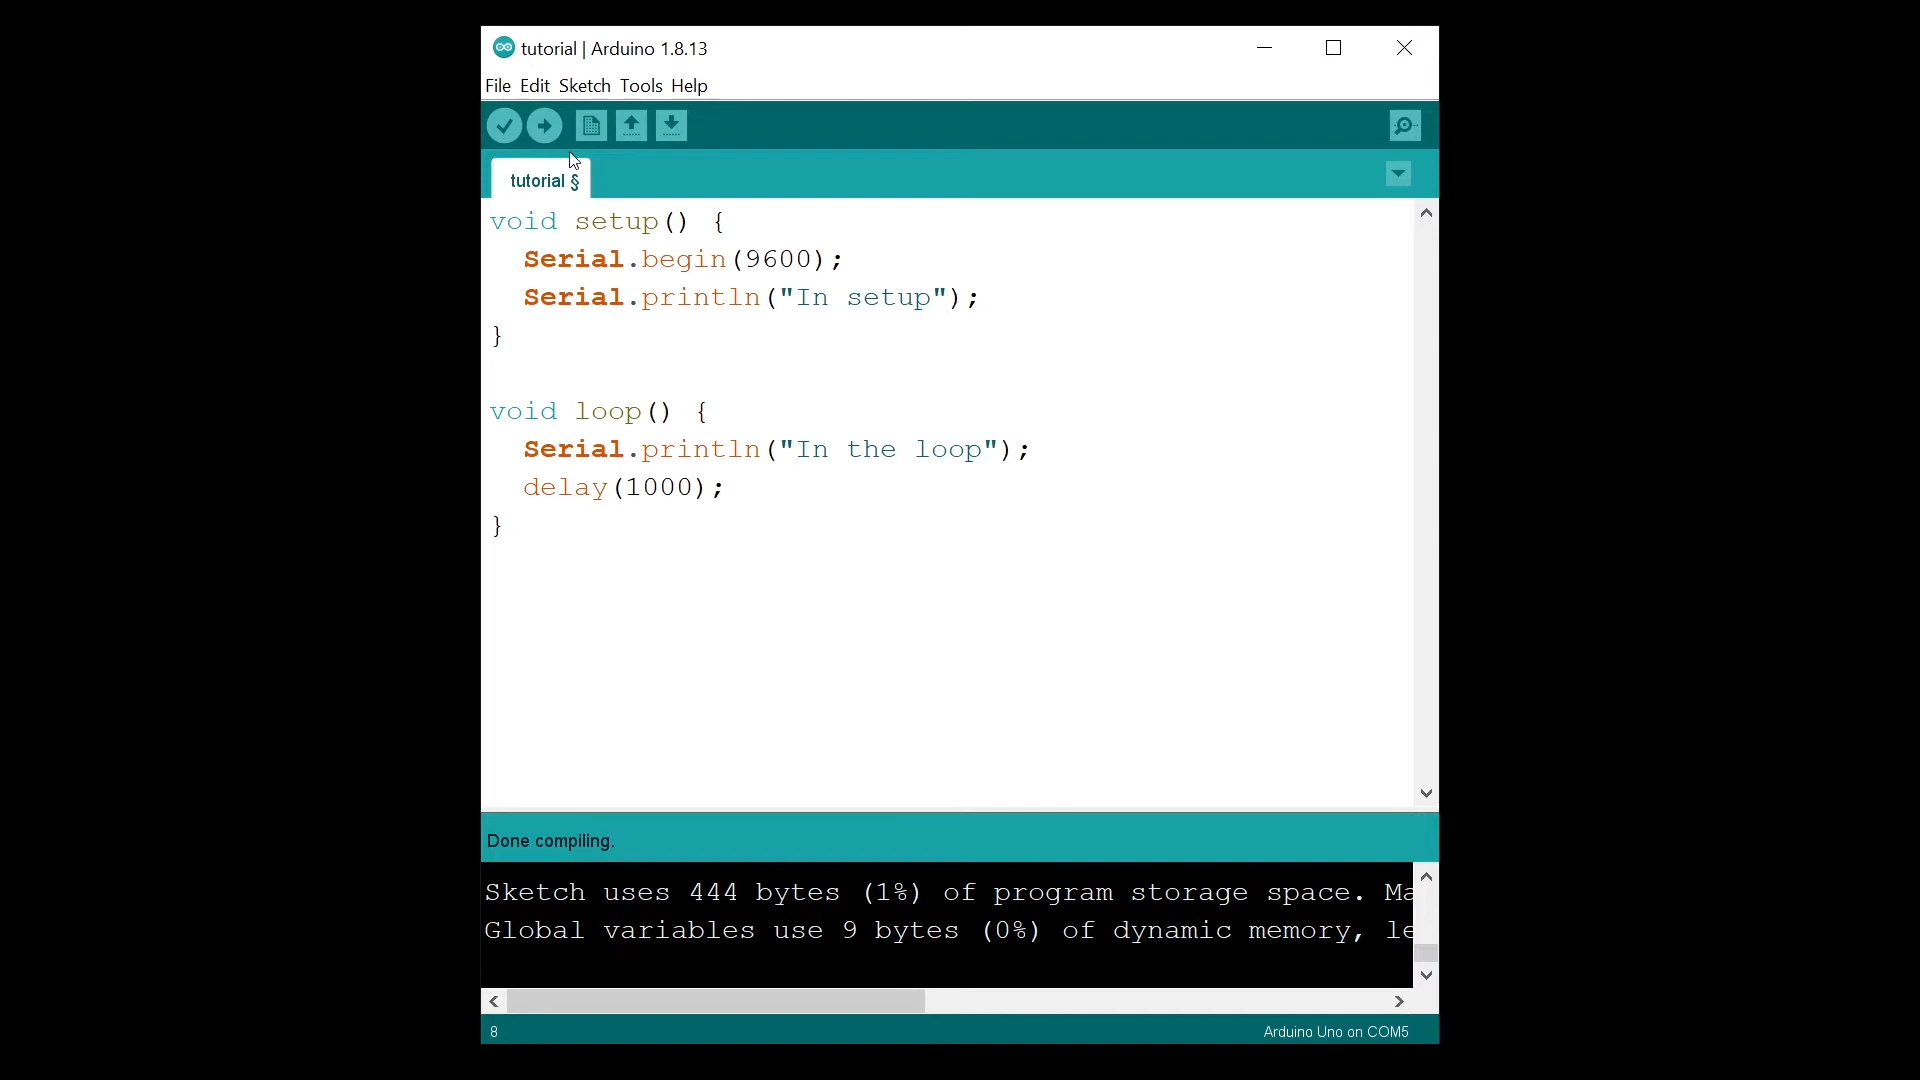 tutorial | Arduino 1.8.13
File Edit Sketch Tools Help
tutorial §
void setup() {
  Serial.begin(9600);
  Serial.println("In setup");
}
void loop() {
  Serial.println("In the loop");
  delay(1000);
}
Done compiling.
Sketch uses 444 bytes (1%) of program storage space. Ma
Global variables use 9 bytes (0%) of dynamic memory, le
8
Arduino Uno on COM5